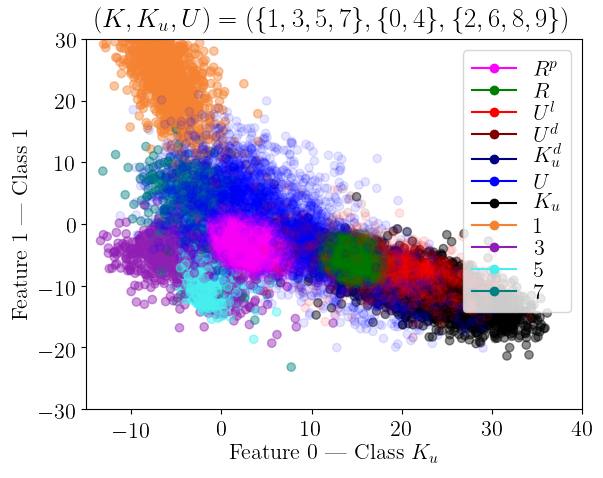 (K, K_u, U) = ({1, 3, 5, 7}, {0, 4}, {2, 6, 8, 9})
30
20
10
0
−10
−20
−30
Feature 1 — Class 1
−10
0
10
20
30
40
Feature 0 — Class K_u
R^p
R
U^l
U^d
K_u^d
U
K_u
1
3
5
7